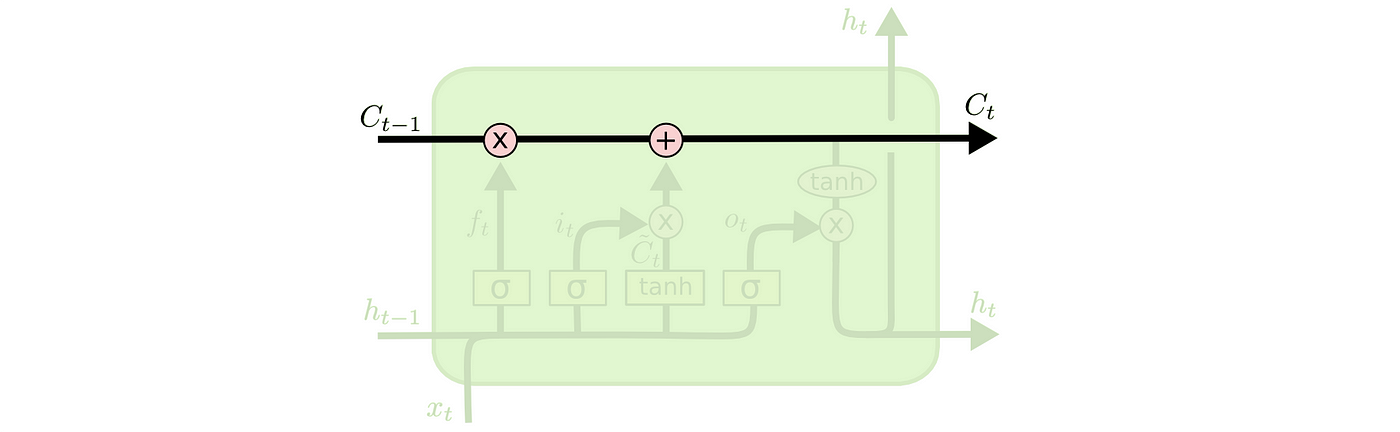 h_t
C_{t-1}
C_t
x
+
tanh
f_t
i_t
x
o_t
x
C̃_t
σ
σ
tanh
σ
h_{t-1}
h_t
x_t